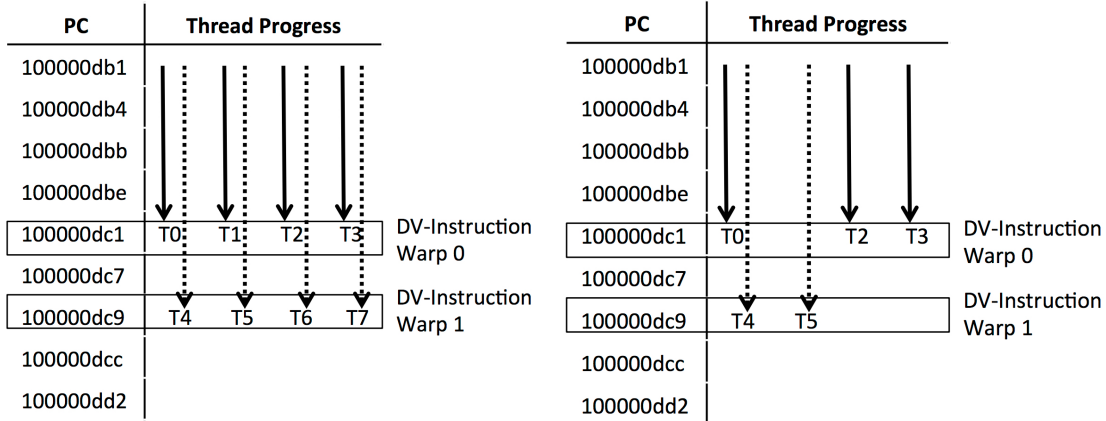 PC Thread Progress
100000db1
100000db4
100000dbb
100000dbe
100000dc1 T0 T1 T2 T3 DV-Instruction
Warp 0
100000dc7
DV-Instruction
100000dc9 T4 T5 T6 T7 Warp 1
100000dcc
100000dd2
PC Thread Progress
100000db1
100000db4
100000dbb
100000dbe
100000dc1 T0 T2 T3 DV-Instruction
Warp 0
100000dc7
DV-Instruction
100000dc9 T4 T5 Warp 1
100000dcc
100000dd2